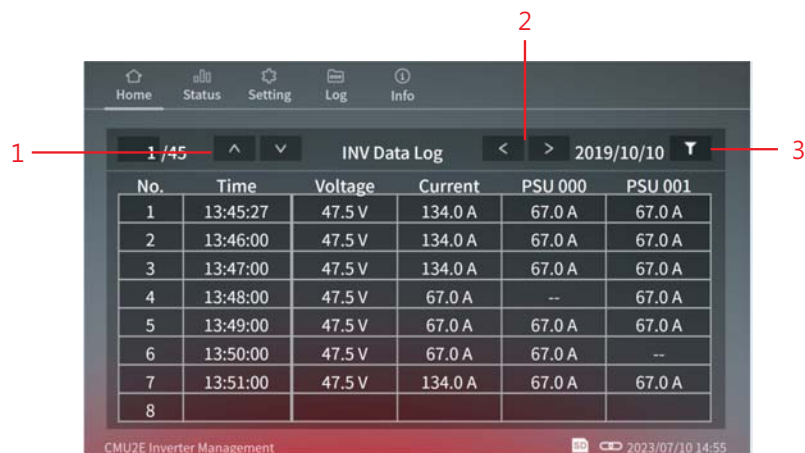 2
Home Status Setting Log Info
1
1 /45 INV Data Log < > 2019/10/10
3
No. Time Voltage Current PSU 000 PSU 001
1 13:45:27 47.5 V 134.0 A 67.0 A 67.0 A
2 13:46:00 47.5 V 134.0 A 67.0 A 67.0 A
3 13:47:00 47.5 V 134.0 A 67.0 A 67.0 A
4 13:48:00 47.5 V 67.0 A -- 67.0 A
5 13:49:00 47.5 V 67.0 A 67.0 A 67.0 A
6 13:50:00 47.5 V 67.0 A 67.0 A --
7 13:51:00 47.5 V 134.0 A 67.0 A 67.0 A
8
CMU2E Inverter Management SD 2023/07/10 14:55